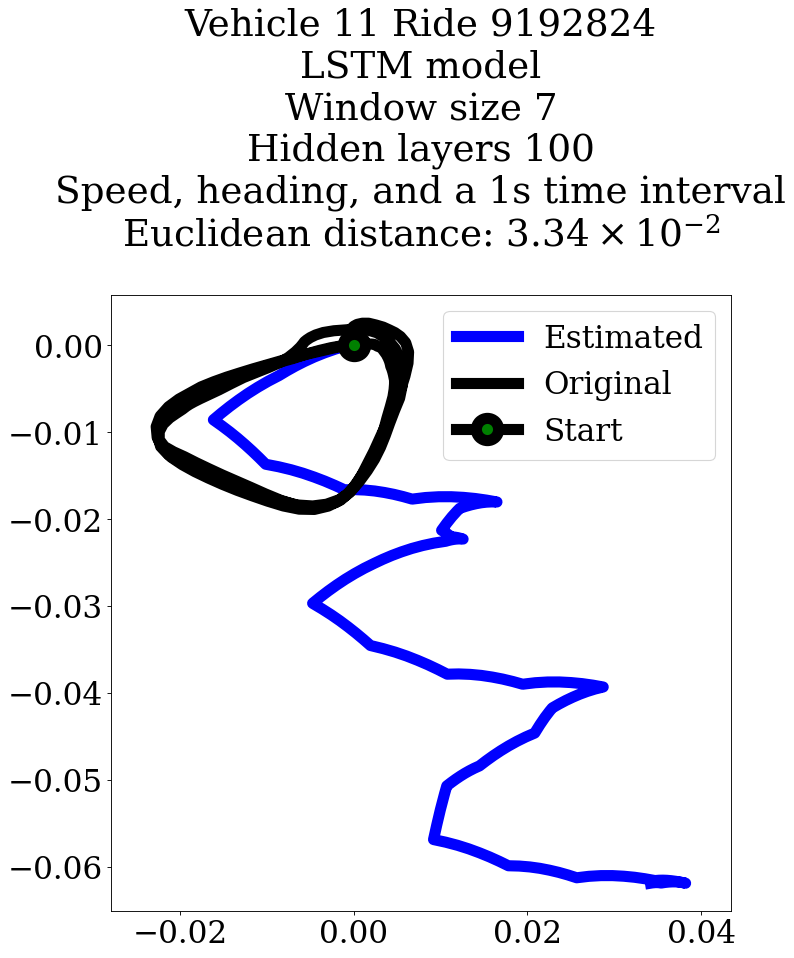 Vehicle 11 Ride 9192824
LSTM model
Window size 7
Hidden layers 100
Speed, heading, and a 1s time interval
Euclidean distance: 3.34 × 10⁻²
Estimated
Original
Start
0.00
−0.01
−0.02
−0.03
−0.04
−0.05
−0.06
−0.02 0.00 0.02 0.04